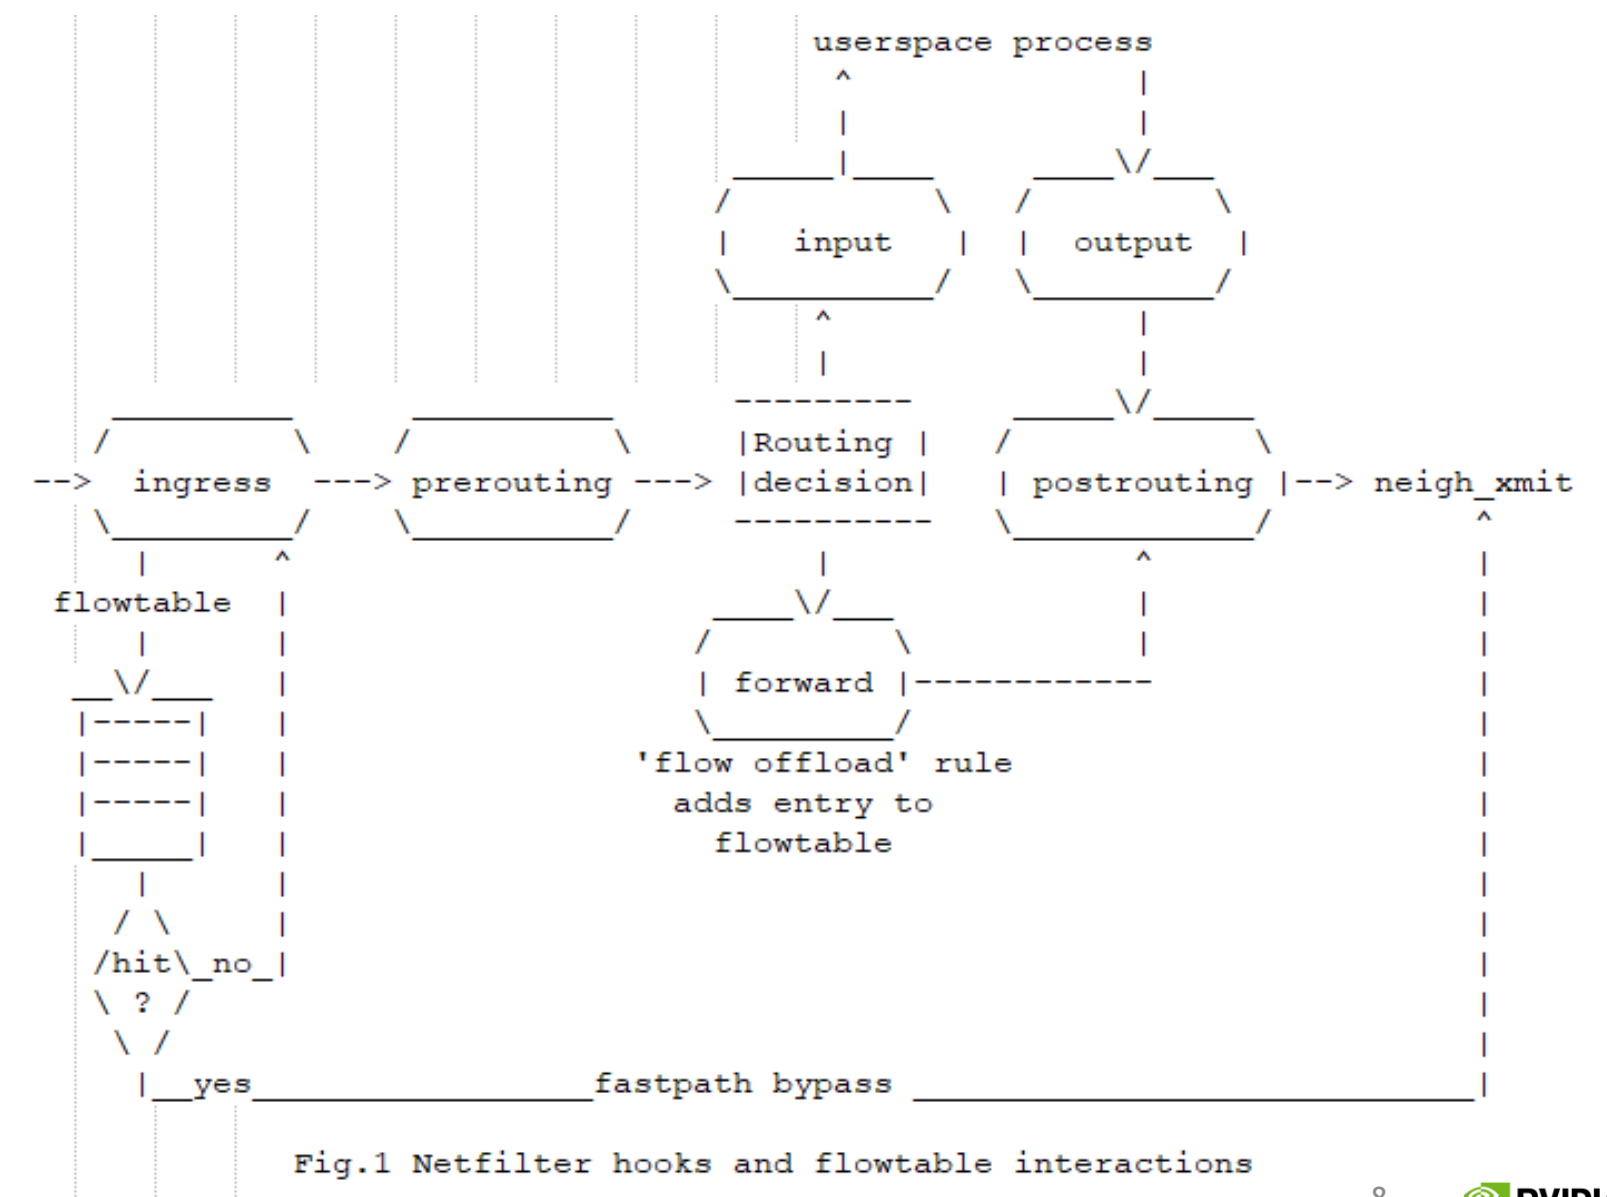 userspace process
input
output
Routing
--> ingress ---> prerouting ---> |decision| | postrouting |--> neigh_xmit
flowtable
forward
'flow offload' rule
adds entry to
flowtable
hit no
?
yes fastpath bypass
Fig.1 Netfilter hooks and flowtable interactions
8